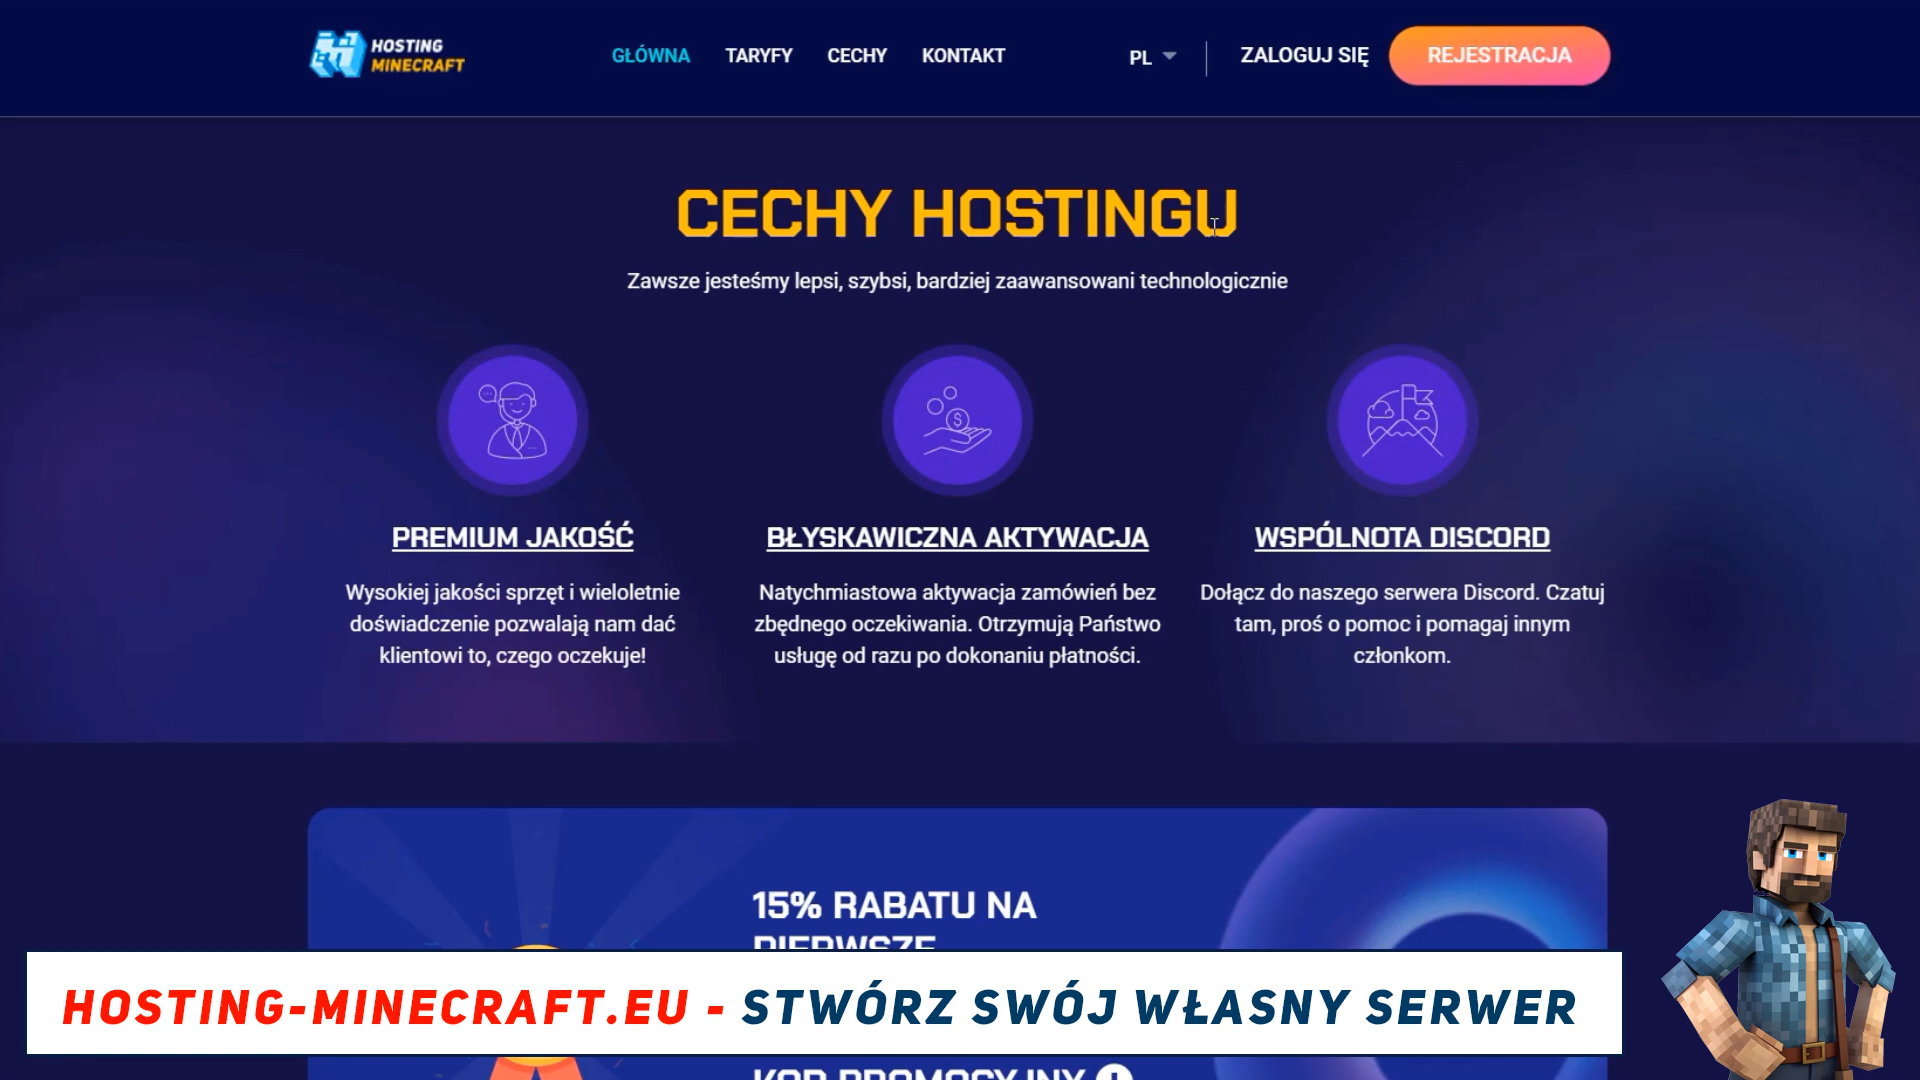 HOSTING
MINECRAFT
GŁÓWNA TARYFY CECHY KONTAKT PL ZALOGUJ SIĘ REJESTRACJA
CECHY HOSTINGU
Zawsze jesteśmy lepsi, szybsi, bardziej zaawansowani technologicznie
PREMIUM JAKOŚĆ
Wysokiej jakości sprzęt i wieloletnie
doświadczenie pozwalają nam dać
klientowi to, czego oczekuje!
BŁYSKAWICZNA AKTYWACJA
Natychmiastowa aktywacja zamówień bez
zbędnego oczekiwania. Otrzymują Państwo
usługę od razu po dokonaniu płatności.
WSPÓLNOTA DISCORD
Dołącz do naszego serwera Discord. Czatuj
tam, proś o pomoc i pomagaj innym
członkom.
15% RABATU NA
PIERWSZE
HOSTING-MINECRAFT.EU - STWÓRZ SWÓJ WŁASNY SERWER
KOD PROMOCYJNY